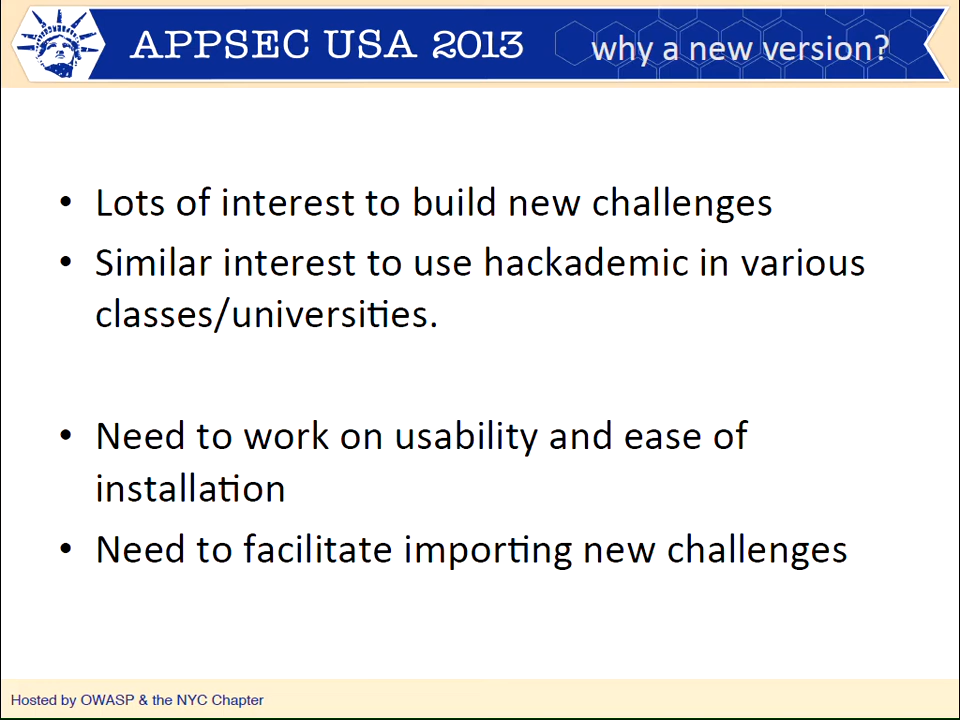 APPSEC USA 2013 why a new version?
• Lots of interest to build new challenges
• Similar interest to use hackademic in various
classes/universities.
• Need to work on usability and ease of
installation
• Need to facilitate importing new challenges
Hosted by OWASP & the NYC Chapter